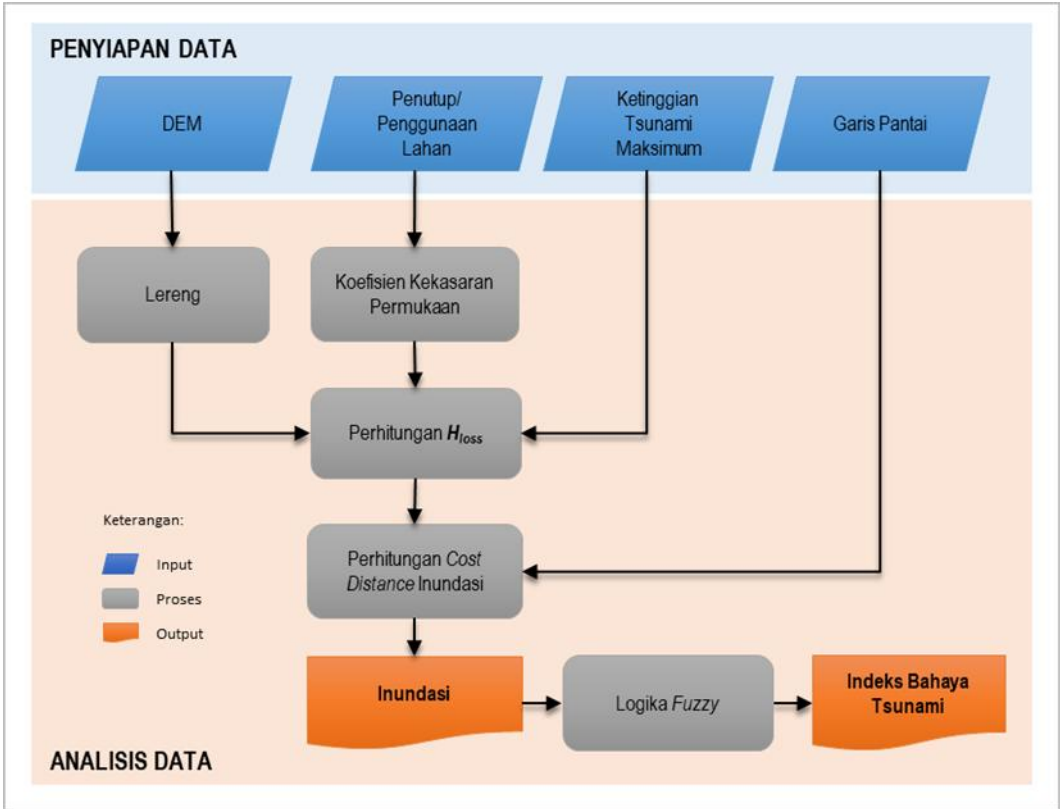 PENYIAPAN DATA
DEM
Penutup/
Penggunaan
Lahan
Ketinggian
Tsunami
Maksimum
Garis Pantai
Lereng
Koefisien Kekasaran
Permukaan
Perhitungan Hloss
Perhitungan Cost
Distance Inundasi
Keterangan:
Input
Proses
Output
Inundasi
Logika Fuzzy
Indeks Bahaya
Tsunami
ANALISIS DATA